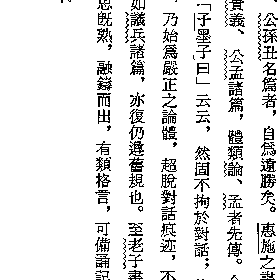 、公孫丑名篇者，自爲遠勝矣。惠施之
貴義、公孟諸篇，體類論、孟者先傳。公
「子墨子曰」云云，然固不拘於對話；
，乃始爲嚴正之論體，超脫對話痕迹，不
如議兵諸篇，亦復仍遵舊規也。至老子書
思旣熟，融鑄而出，有類格言，可備誦記